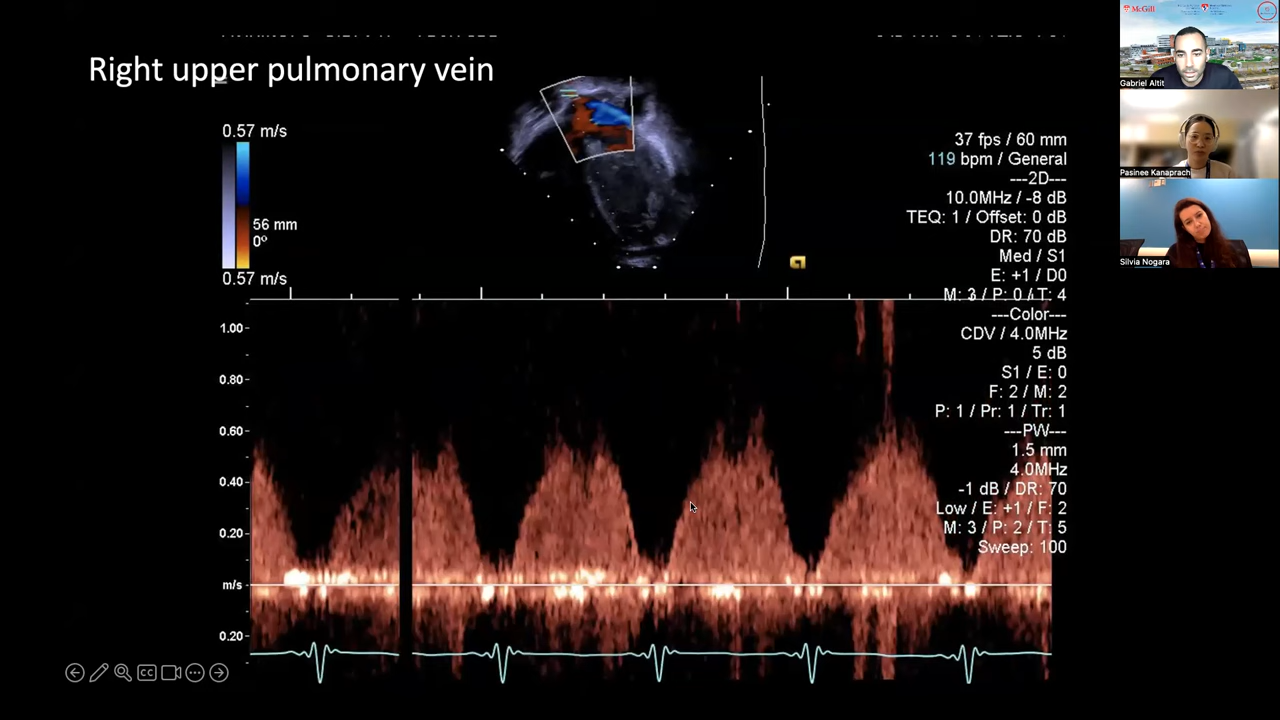 Right upper pulmonary vein
0.57 m/s
56 mm
0°
0.57 m/s
37 fps / 60 mm
119 bpm / General
---2D---
10.0MHz / -8 dB
TEQ: 1 / Offset: 0 dB
DR: 70 dB
Med / S1
E: +1 / D0
M: 3 / P: 0 / T: 4
---Color---
CDV / 4.0MHz
5 dB
S1 / E: 0
F: 2 / M: 2
P: 1 / Pr: 1 / Tr: 1
---PW---
1.5 mm
4.0MHz
-1 dB / DR: 70
Low / E: +1 / F: 2
M: 3 / P: 2 / T: 5
Sweep: 100
1.00
0.80
0.60
0.40
0.20
m/s
0.20
CC
McGill
Gabriel Altit
Pasinee Kanaprach
Silvia Nogara